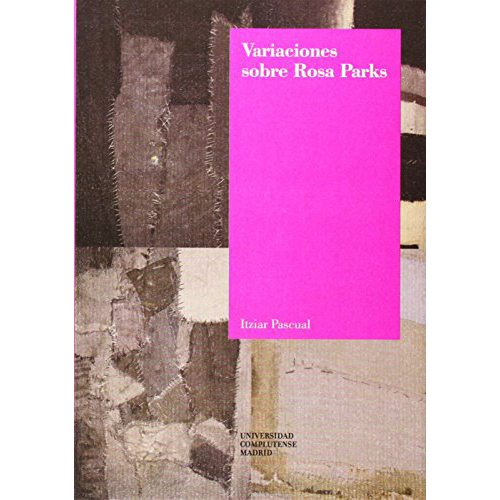 Variaciones
sobre Rosa Parks
Itziar Pascual
UNIVERSIDAD
COMPLUTENSE
MADRID